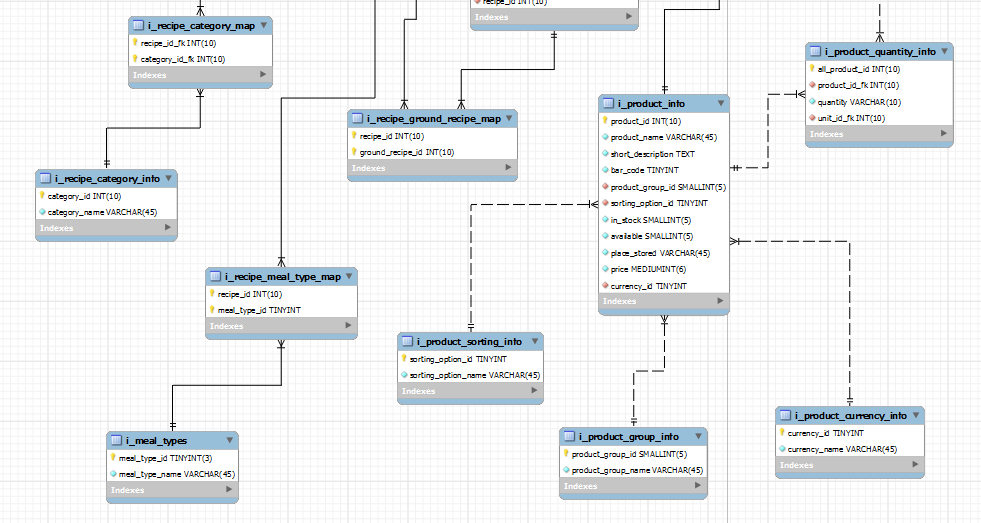 recipe_id INT(10)
Indexes
i_recipe_category_map
recipe_id_fk INT(10)
category_id_fk INT(10)
Indexes
i_product_quantity_info
all_product_id INT(10)
product_id_fk INT(10)
quantity VARCHAR(10)
unit_id_fk INT(10)
Indexes
i_recipe_ground_recipe_map
recipe_id INT(10)
ground_recipe_id INT(10)
Indexes
i_product_info
product_id INT(10)
product_name VARCHAR(45)
short_description TEXT
bar_code TINYINT
product_group_id SMALLINT(5)
sorting_option_id TINYINT
in_stock SMALLINT(5)
available SMALLINT(5)
place_stored VARCHAR(45)
price MEDIUMINT(6)
currency_id TINYINT
Indexes
i_recipe_category_info
category_id INT(10)
category_name VARCHAR(45)
Indexes
i_recipe_meal_type_map
recipe_id INT(10)
meal_type_id TINYINT
Indexes
i_product_sorting_info
sorting_option_id TINYINT
sorting_option_name VARCHAR(45)
Indexes
i_meal_types
meal_type_id TINYINT(3)
meal_type_name VARCHAR(45)
Indexes
i_product_group_info
product_group_id SMALLINT(5)
product_group_name VARCHAR(45)
Indexes
i_product_currency_info
currency_id TINYINT
currency_name VARCHAR(45)
Indexes